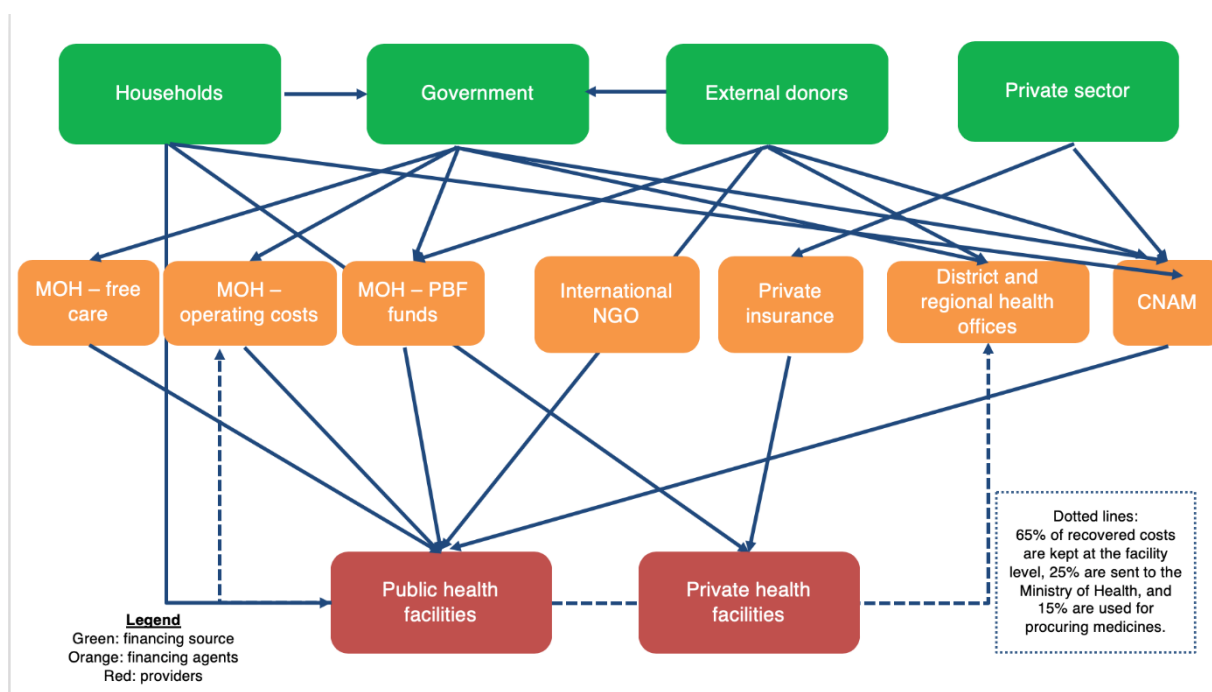 Households
Government
External donors
Private sector
MOH – free
care
MOH –
operating costs
MOH – PBF
funds
International
NGO
Private
insurance
District and
regional health
offices
CNAM
Public health
facilities
Private health
facilities
Legend
Green: financing source
Orange: financing agents
Red: providers
Dotted lines:
65% of recovered costs
are kept at the facility
level, 25% are sent to the
Ministry of Health, and
15% are used for
procuring medicines.